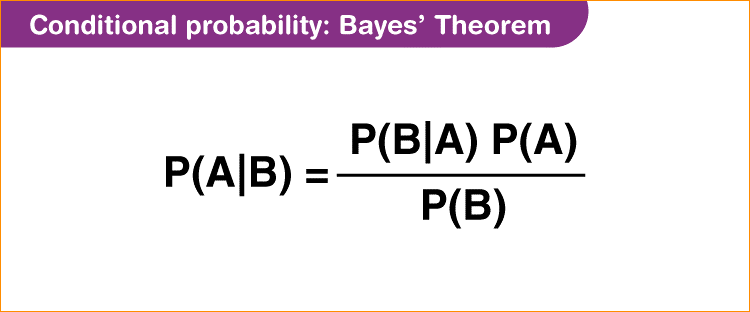 Conditional probability: Bayes’ Theorem
P(A|B) = P(B|A) P(A)
P(B)